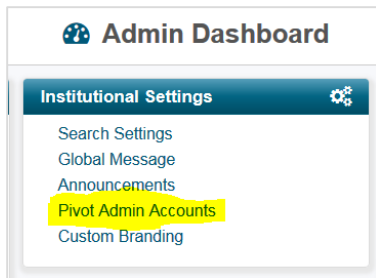 Admin Dashboard
Institutional Settings
Search Settings
Global Message
Announcements
Pivot Admin Accounts
Custom Branding